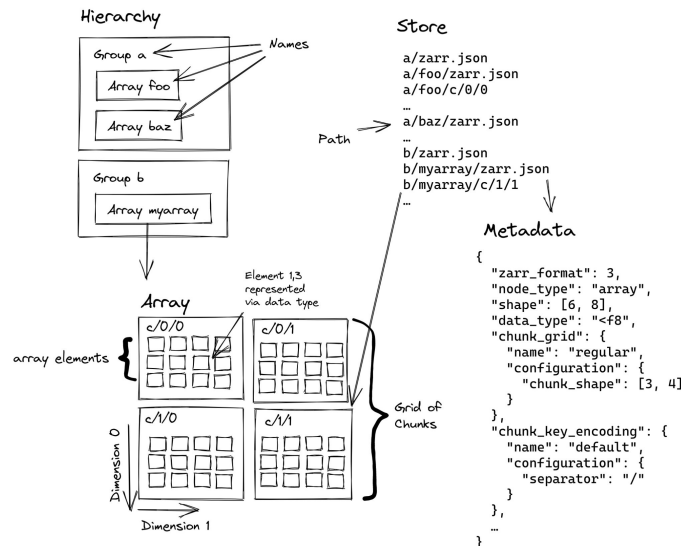 Hierarchy
Names
Group a
Array foo
Array baz
Group b
Array myarray
Store
a/zarr.json
a/foo/zarr.json
a/foo/c/0/0
…
a/baz/zarr.json
…
b/zarr.json
b/myarray/zarr.json
b/myarray/c/1/1
…
Path
Metadata
{
"zarr_format": 3,
"node_type": "array",
"shape": [6, 8],
"data_type": "<f8",
"chunk_grid": {
"name": "regular",
"configuration": {
"chunk_shape": [3, 4]
}
},
"chunk_key_encoding": {
"name": "default",
"configuration": {
"separator": "/"
}
},
…
}
Element 1,3
represented
via data type
Array
c/0/0
c/0/1
array elements
c/1/0
c/1/1
Grid of
Chunks
Dimension 0
Dimension 1